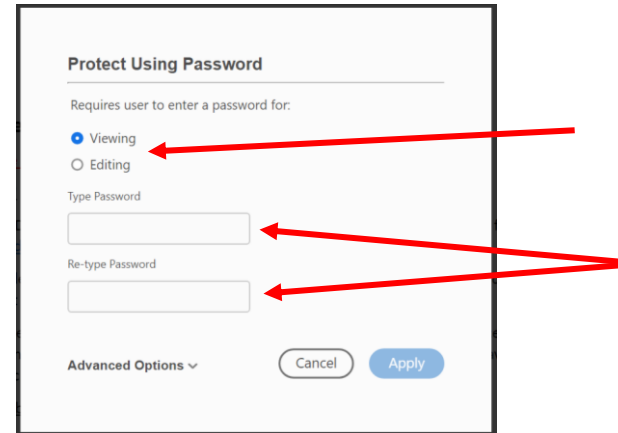 Protect Using Password
Requires user to enter a password for:
Viewing
Editing
Type Password
Re-type Password
Advanced Options
Cancel
Apply